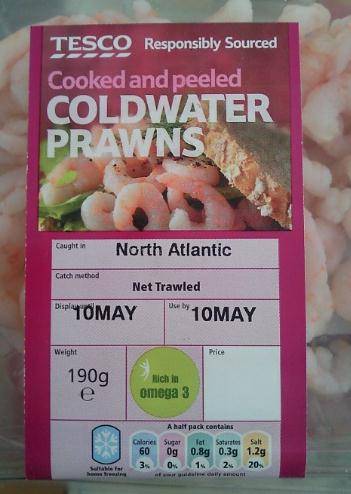 TESCO Responsibly Sourced
Cooked and peeled
COLDWATER
PRAWNS
Caught in North Atlantic
Catch method
Net Trawled
Display until 10MAY Use by 10MAY
Weight Price
190g
e
Rich in
omega 3
A half pack contains
Calories Sugar Fat Saturates Salt
60 0g 0.8g 0.3g 1.2g
3% 0% 1% 2% 20%
Suitable for
home freezing
of your guideline daily amount